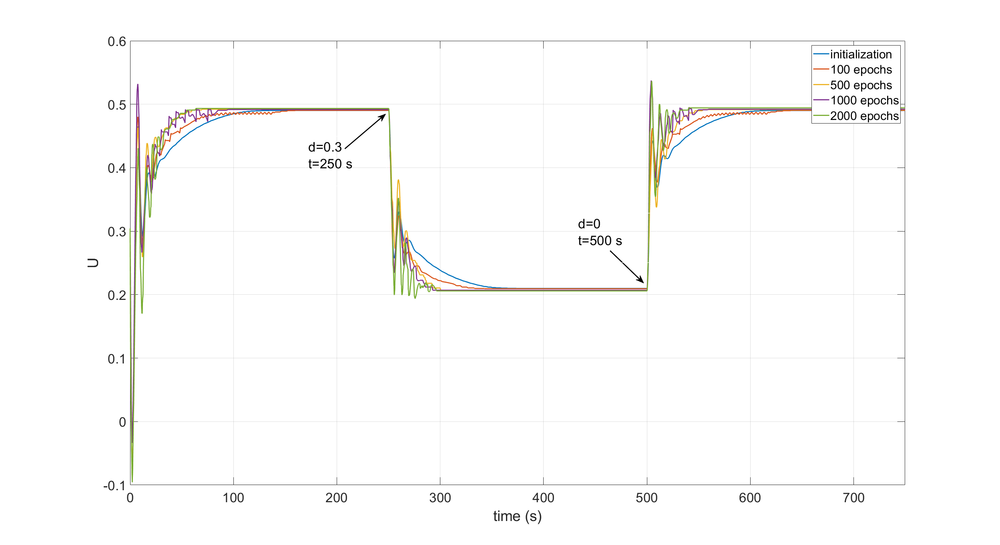 0.6
0.5
0.4
0.3
0.2
0.1
0
-0.1
U
0
100
200
300
400
500
600
700
time (s)
d=0.3
t=250 s
d=0
t=500 s
initialization
100 epochs
500 epochs
1000 epochs
2000 epochs